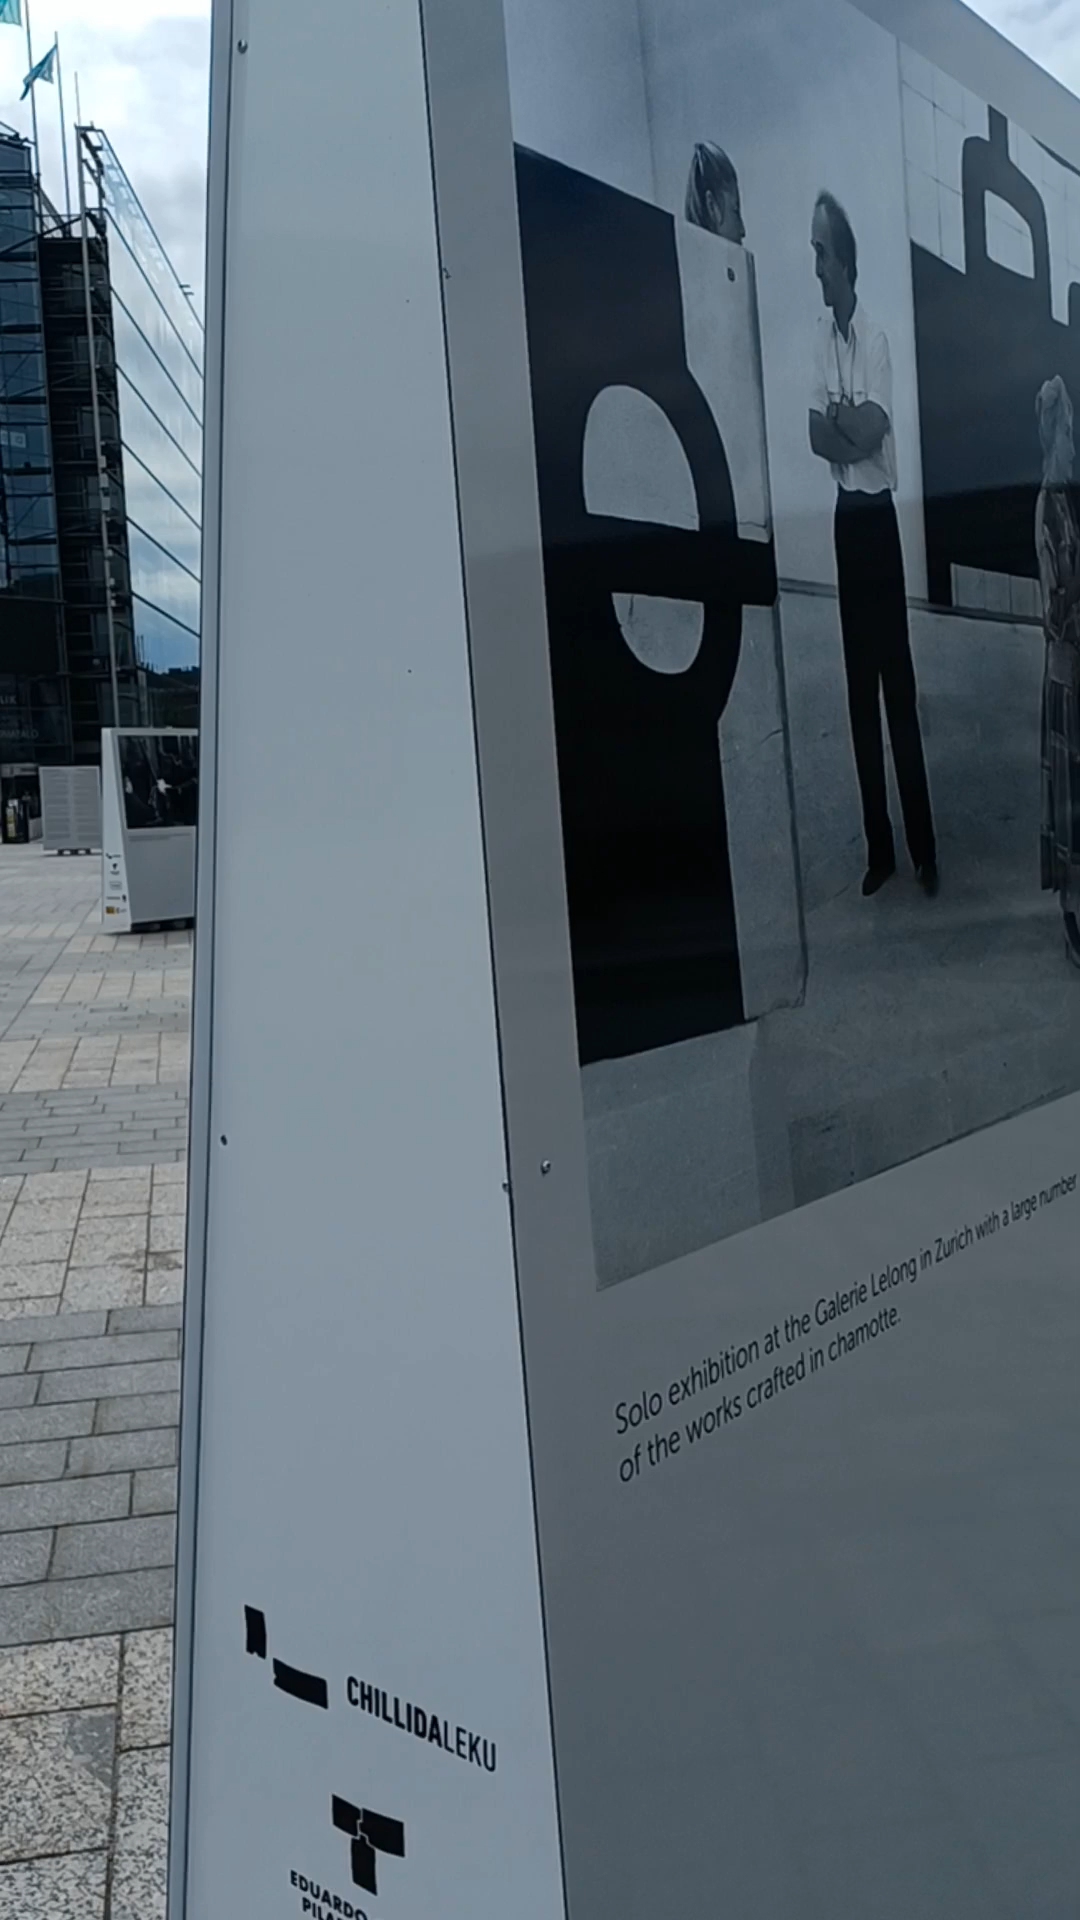 Solo exhibition at the Galerie Lelong in Zurich with a large number
of the works crafted in chamotte.
CHILLIDALEKU
EDUARDO